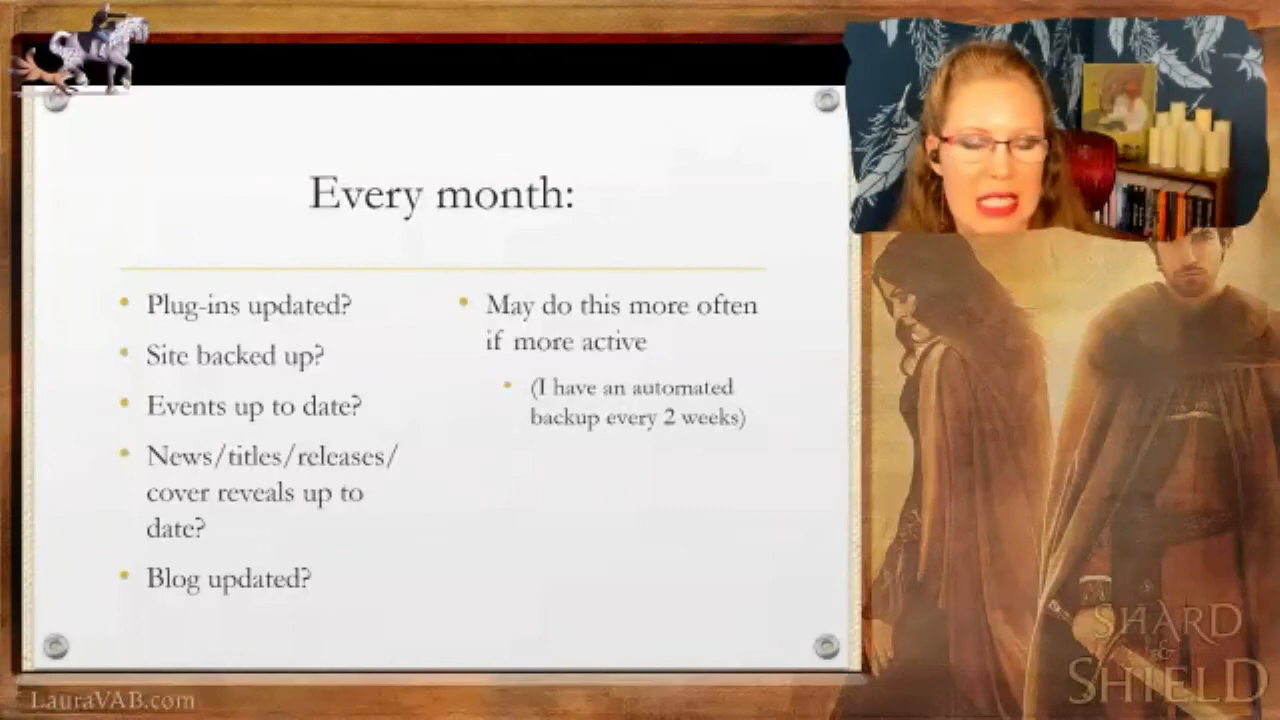 Every month:
Plug-ins updated?
Site backed up?
Events up to date?
News/titles/releases/
cover reveals up to
date?
Blog updated?
May do this more often
if more active
(I have an automated
backup every 2 weeks)
SHARD
&
SHIELD
LauraVAB.com